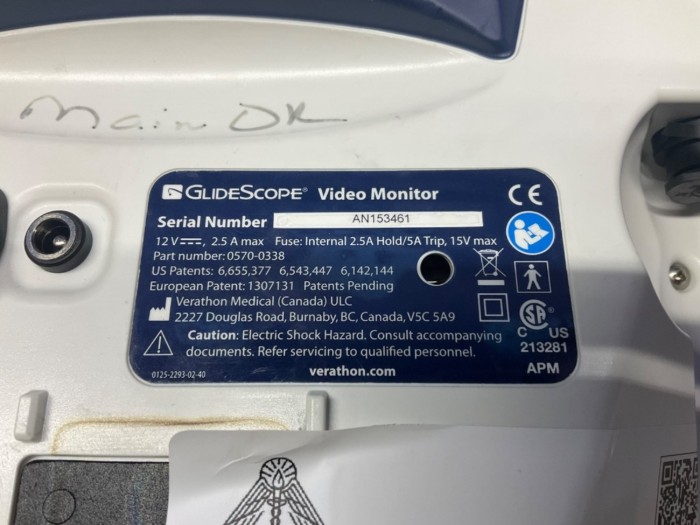 Main OR
GLIDESCOPE® Video Monitor
Serial Number AN153461
12 V ⎓, 2.5 A max Fuse: Internal 2.5A Hold/5A Trip, 15V max
Part number: 0570-0338
US Patents: 6,655,377 6,543,447 6,142,144
European Patent: 1307131 Patents Pending
Verathon Medical (Canada) ULC
2227 Douglas Road, Burnaby, BC, Canada, V5C 5A9
Caution: Electric Shock Hazard. Consult accompanying
documents. Refer servicing to qualified personnel.
0125-2293-02-40
verathon.com
CE
SA
C US
213281
APM